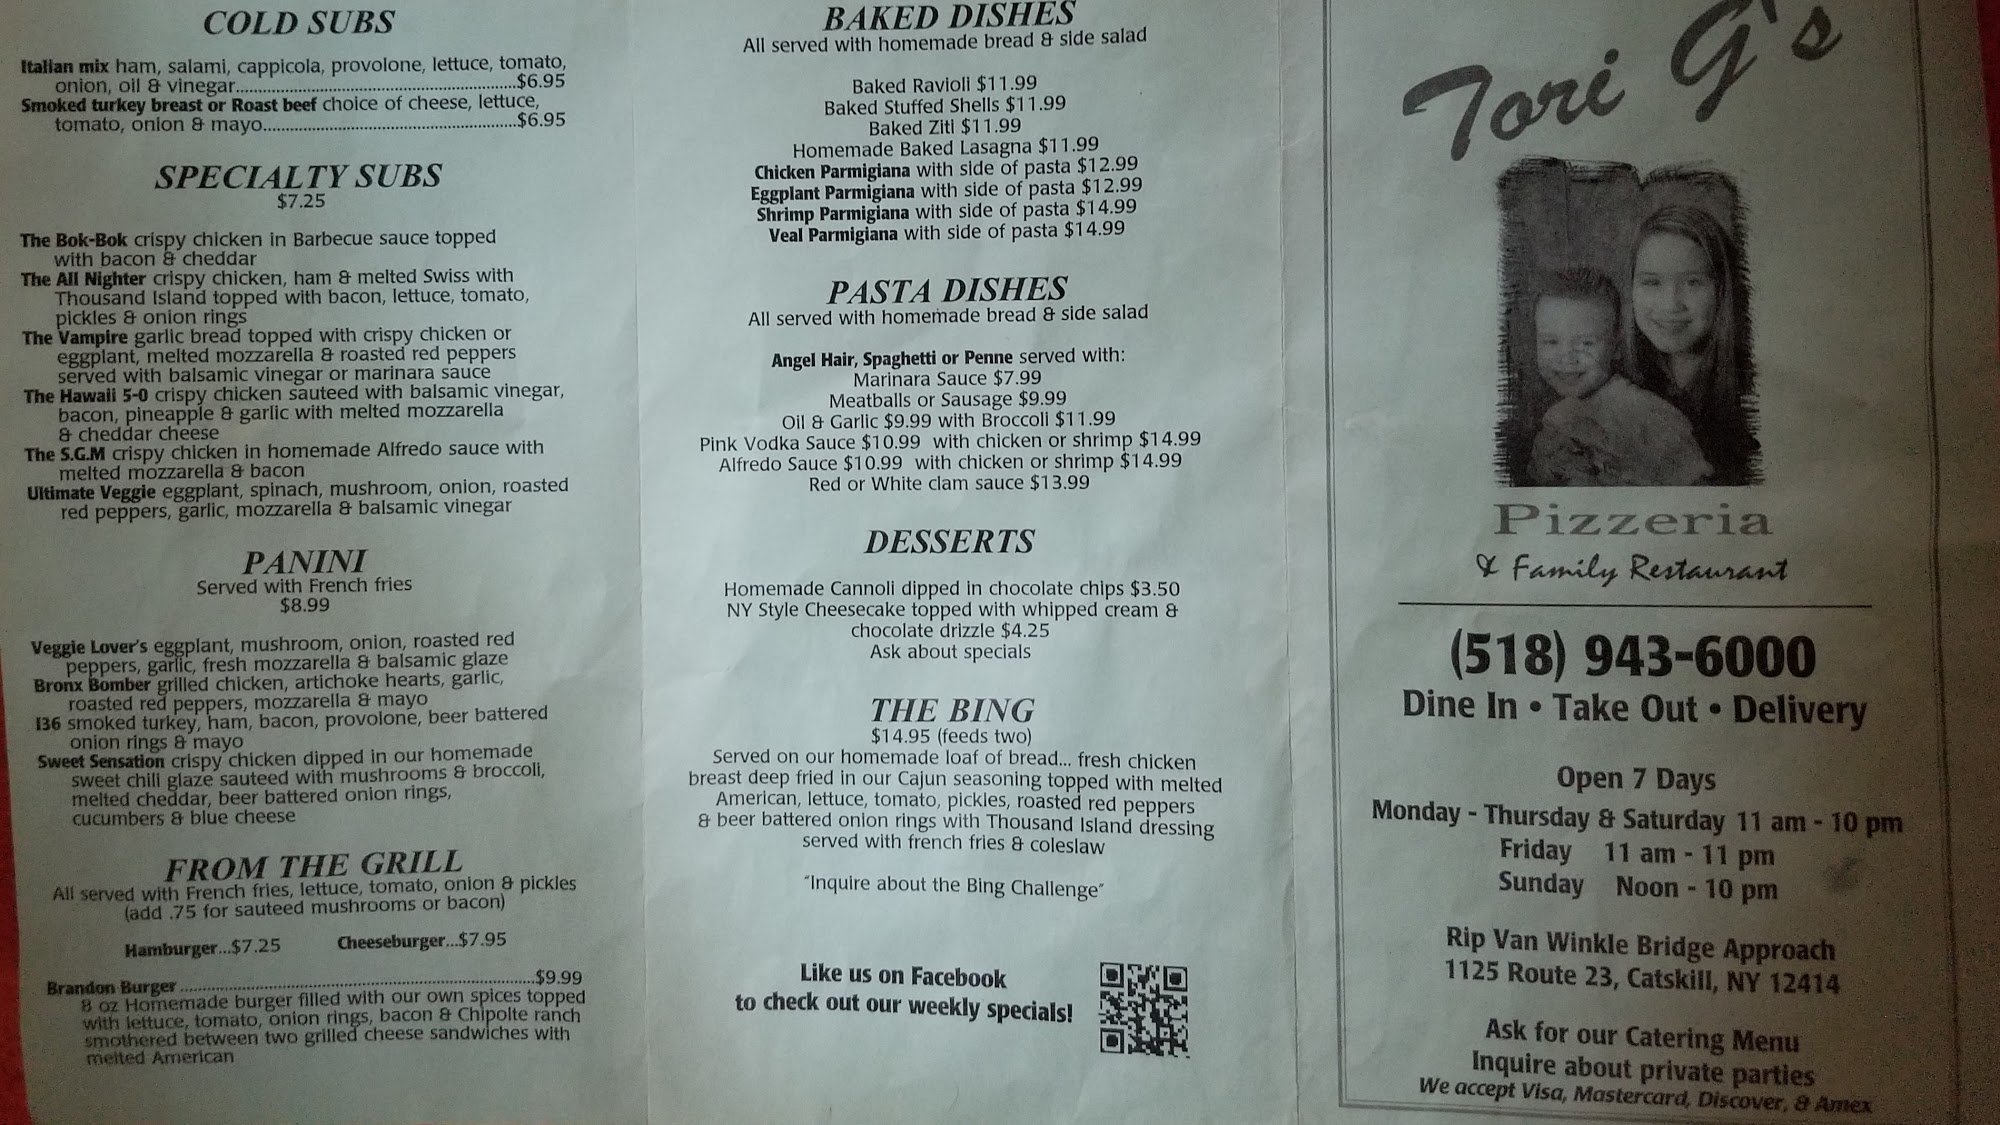 COLD SUBS
Italian mix ham, salami, cappicola, provolone, lettuce, tomato,
onion, oil & vinegar..................................................$6.95
Smoked turkey breast or Roast beef choice of cheese, lettuce,
tomato, onion & mayo..................................................$6.95
SPECIALTY SUBS
$7.25
The Bok-Bok crispy chicken in Barbecue sauce topped
with bacon & cheddar
The All Nighter crispy chicken, ham & melted Swiss with
Thousand Island topped with bacon, lettuce, tomato,
pickles & onion rings
The Vampire garlic bread topped with crispy chicken or
eggplant, melted mozzarella & roasted red peppers
served with balsamic vinegar or marinara sauce
The Hawaii 5-0 crispy chicken sauteed with balsamic vinegar,
bacon, pineapple & garlic with melted mozzarella
& cheddar cheese
The S.G.M crispy chicken in homemade Alfredo sauce with
melted mozzarella & bacon
Ultimate Veggie eggplant, spinach, mushroom, onion, roasted
red peppers, garlic, mozzarella & balsamic vinegar
PANINI
Served with French fries
$8.99
Veggie Lover's eggplant, mushroom, onion, roasted red
peppers, garlic, fresh mozzarella & balsamic glaze
Bronx Bomber grilled chicken, artichoke hearts, garlic,
roasted red peppers, mozzarella & mayo
I36 smoked turkey, ham, bacon, provolone, beer battered
onion rings & mayo
Sweet Sensation crispy chicken dipped in our homemade
sweet chili glaze sauteed with mushrooms & broccoli,
melted cheddar, beer battered onion rings,
cucumbers & blue cheese
FROM THE GRILL
All served with French fries, lettuce, tomato, onion & pickles
(add .75 for sauteed mushrooms or bacon)
Hamburger...$7.25 Cheeseburger...$7.95
Brandon Burger..................................................$9.99
8 oz Homemade burger filled with our own spices topped
with lettuce, tomato, onion rings, bacon & Chipolte ranch
smothered between two grilled cheese sandwiches with
melted American
BAKED DISHES
All served with homemade bread & side salad
Baked Ravioli $11.99
Baked Stuffed Shells $11.99
Baked Ziti $11.99
Homemade Baked Lasagna $11.99
Chicken Parmigiana with side of pasta $12.99
Eggplant Parmigiana with side of pasta $12.99
Shrimp Parmigiana with side of pasta $14.99
Veal Parmigiana with side of pasta $14.99
PASTA DISHES
All served with homemade bread & side salad
Angel Hair, Spaghetti or Penne served with:
Marinara Sauce $7.99
Meatballs or Sausage $9.99
Oil & Garlic $9.99 with Broccoli $11.99
Pink Vodka Sauce $10.99 with chicken or shrimp $14.99
Alfredo Sauce $10.99 with chicken or shrimp $14.99
Red or White clam sauce $13.99
DESSERTS
Homemade Cannoli dipped in chocolate chips $3.50
NY Style Cheesecake topped with whipped cream &
chocolate drizzle $4.25
Ask about specials
THE BING
$14.95 (feeds two)
Served on our homemade loaf of bread... fresh chicken
breast deep fried in our Cajun seasoning topped with melted
American, lettuce, tomato, pickles, roasted red peppers
& beer battered onion rings with Thousand Island dressing
served with french fries & coleslaw
"Inquire about the Bing Challenge"
Like us on Facebook
to check out our weekly specials!
Tori G's
Pizzeria
& Family Restaurant
(518) 943-6000
Dine In • Take Out • Delivery
Open 7 Days
Monday - Thursday & Saturday 11 am - 10 pm
Friday 11 am - 11 pm
Sunday Noon - 10 pm
Rip Van Winkle Bridge Approach
1125 Route 23, Catskill, NY 12414
Ask for our Catering Menu
Inquire about private parties
We accept Visa, Mastercard, Discover, & Amex